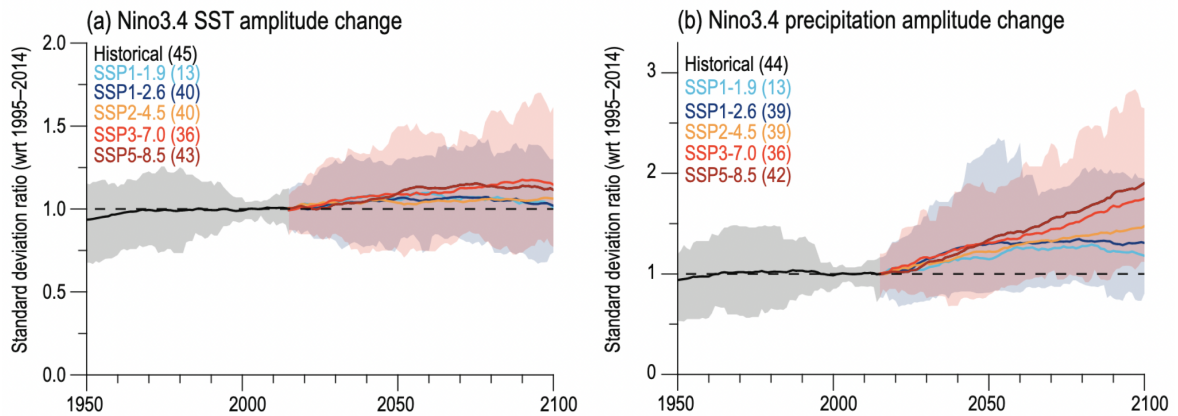 (a) Nino3.4 SST amplitude change
Standard deviation ratio (wrt 1995–2014)
2.0
1.5
1.0
0.5
0.0
Historical (45)
SSP1-1.9 (13)
SSP1-2.6 (40)
SSP2-4.5 (40)
SSP3-7.0 (36)
SSP5-8.5 (43)
1950
2000
2050
2100
(b) Nino3.4 precipitation amplitude change
Standard deviation ratio (wrt 1995–2014)
3
2
1
0
Historical (44)
SSP1-1.9 (13)
SSP1-2.6 (39)
SSP2-4.5 (39)
SSP3-7.0 (36)
SSP5-8.5 (42)
1950
2000
2050
2100